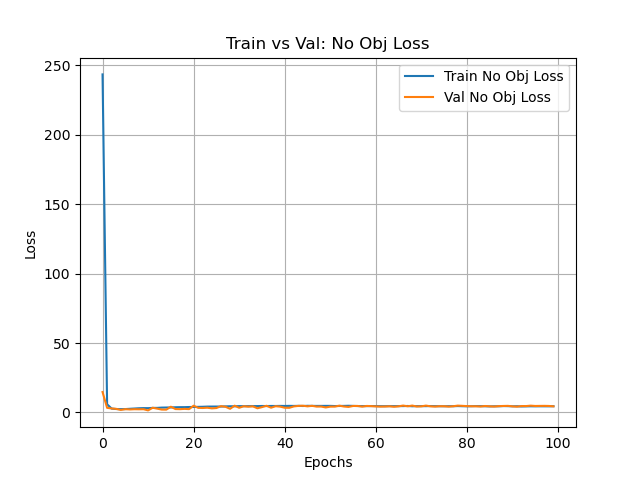 Train vs Val: No Obj Loss
Train No Obj Loss
Val No Obj Loss
250
200
150
100
50
0
Loss
0 20 40 60 80 100
Epochs